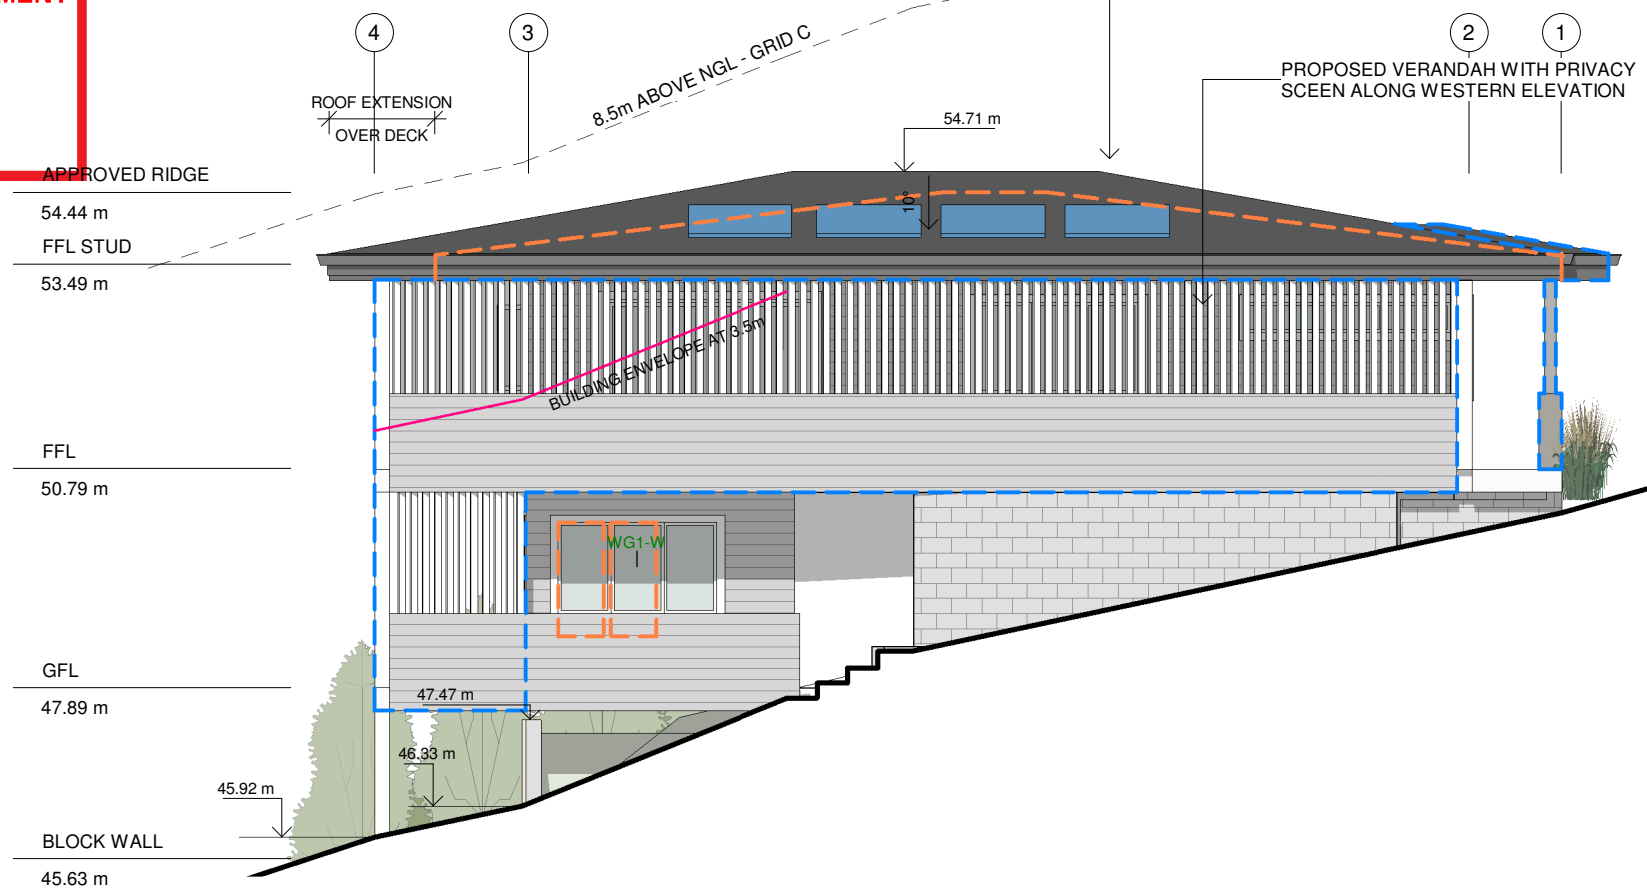 MENT
4
3
2
1
8.5m ABOVE NGL - GRID C
PROPOSED VERANDAH WITH PRIVACY
SCEEN ALONG WESTERN ELEVATION
ROOF EXTENSION
OVER DECK
54.71 m
APPROVED RIDGE
54.44 m
10°
FFL STUD
53.49 m
BUILDING ENVELOPE AT 3.5m
FFL
50.79 m
WG1-W
GFL
47.89 m
47.47 m
46.33 m
45.92 m
BLOCK WALL
45.63 m